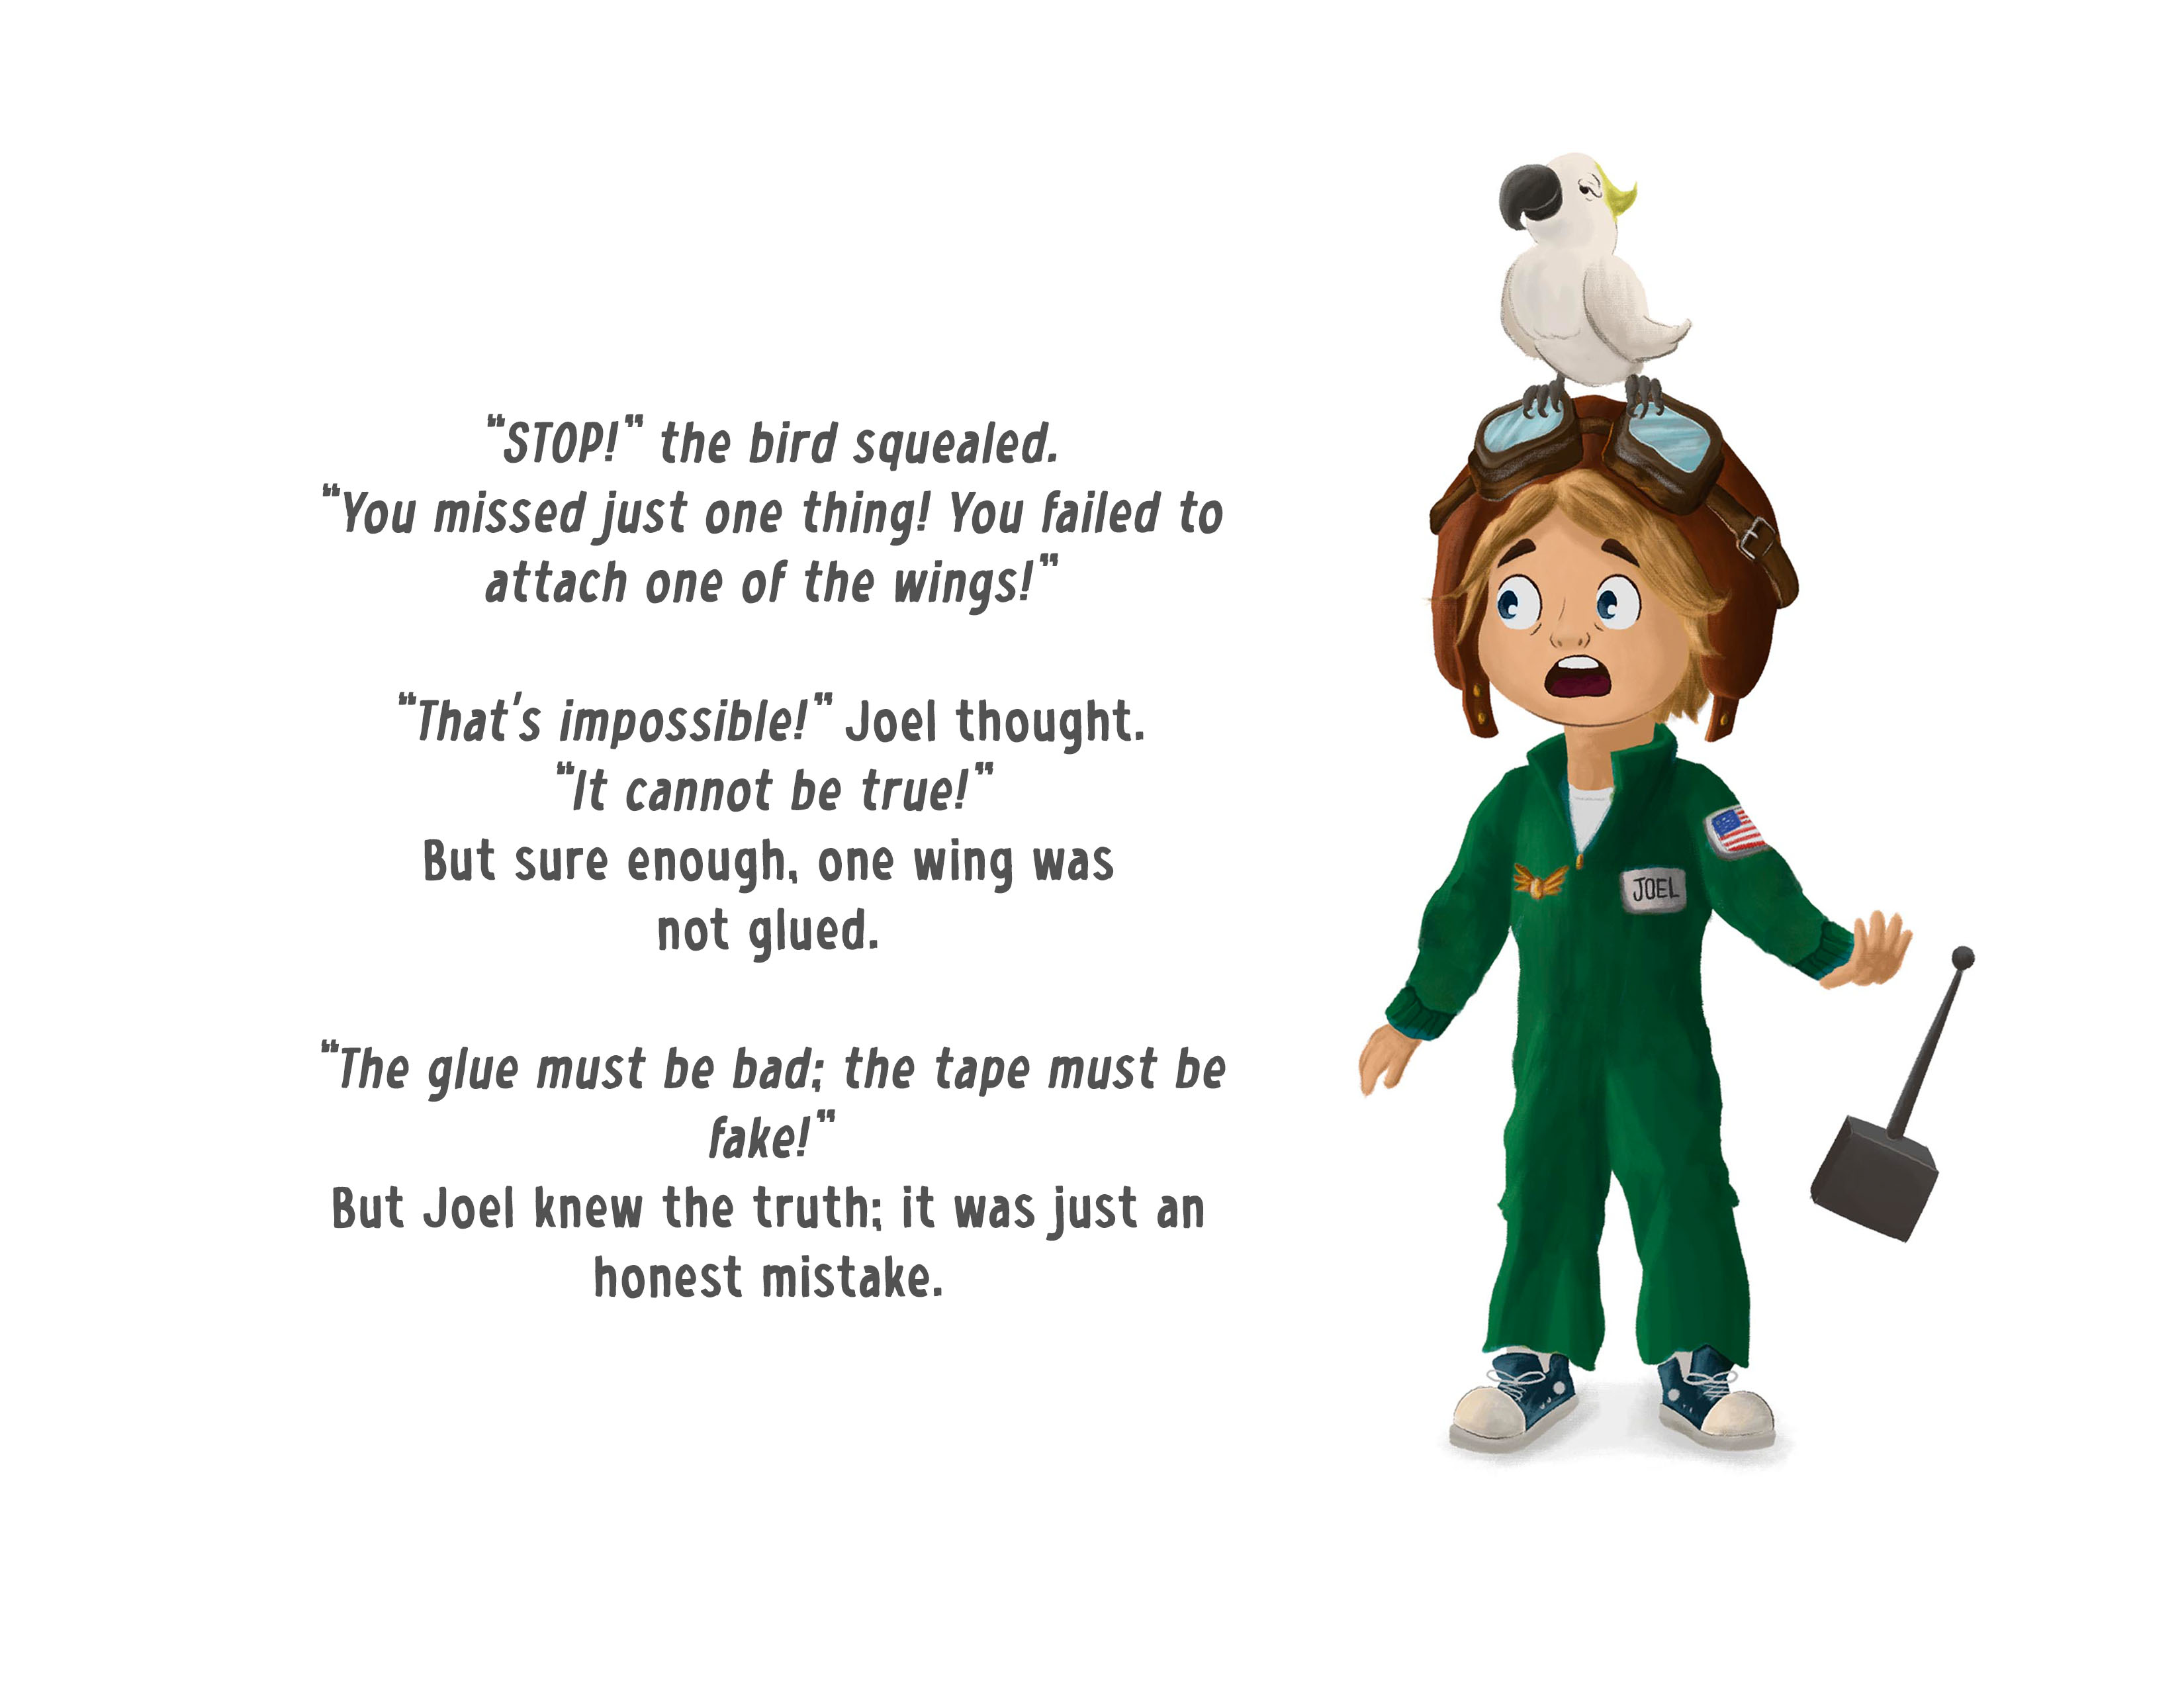 “STOP!” the bird squealed.
“You missed just one thing! You failed to
attach one of the wings!”
“That's impossible!” Joel thought.
“It cannot be true!”
But sure enough, one wing was
not glued.
“The glue must be bad; the tape must be
fake!”
But Joel knew the truth; it was just an
honest mistake.
JOEL